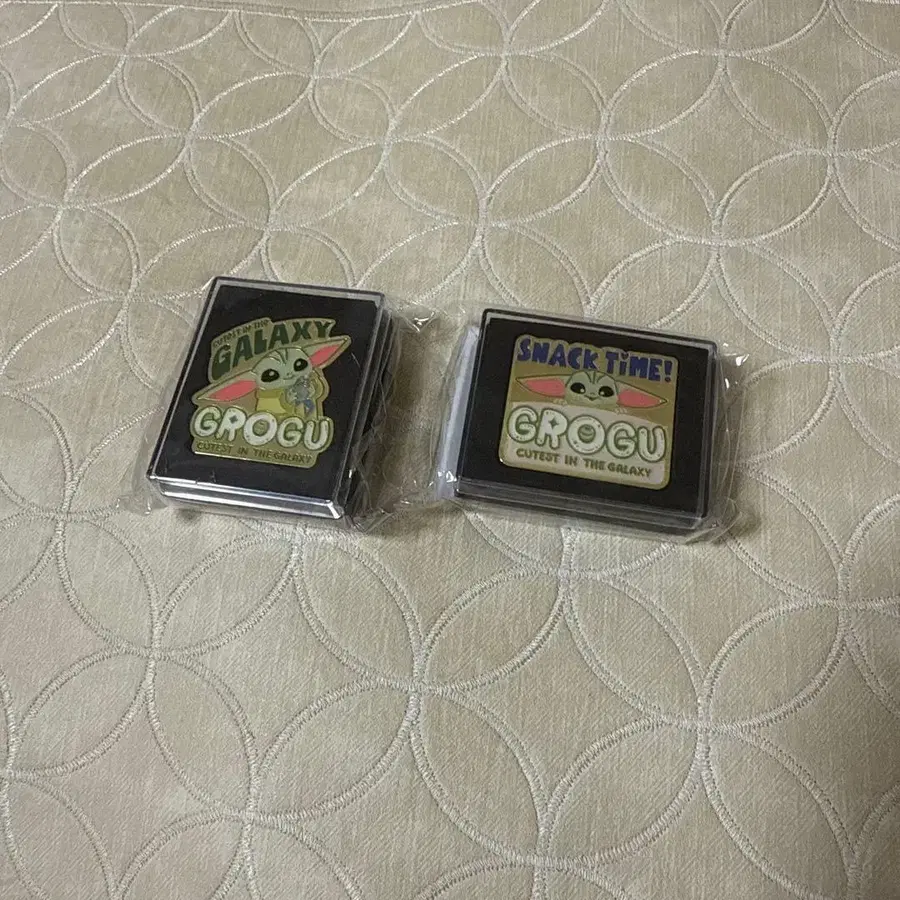 CUTEST IN THE
GALAXY
GROGU
CUTEST IN THE GALAXY
SNACK TiME!
GROGU
CUTEST IN THE GALAXY